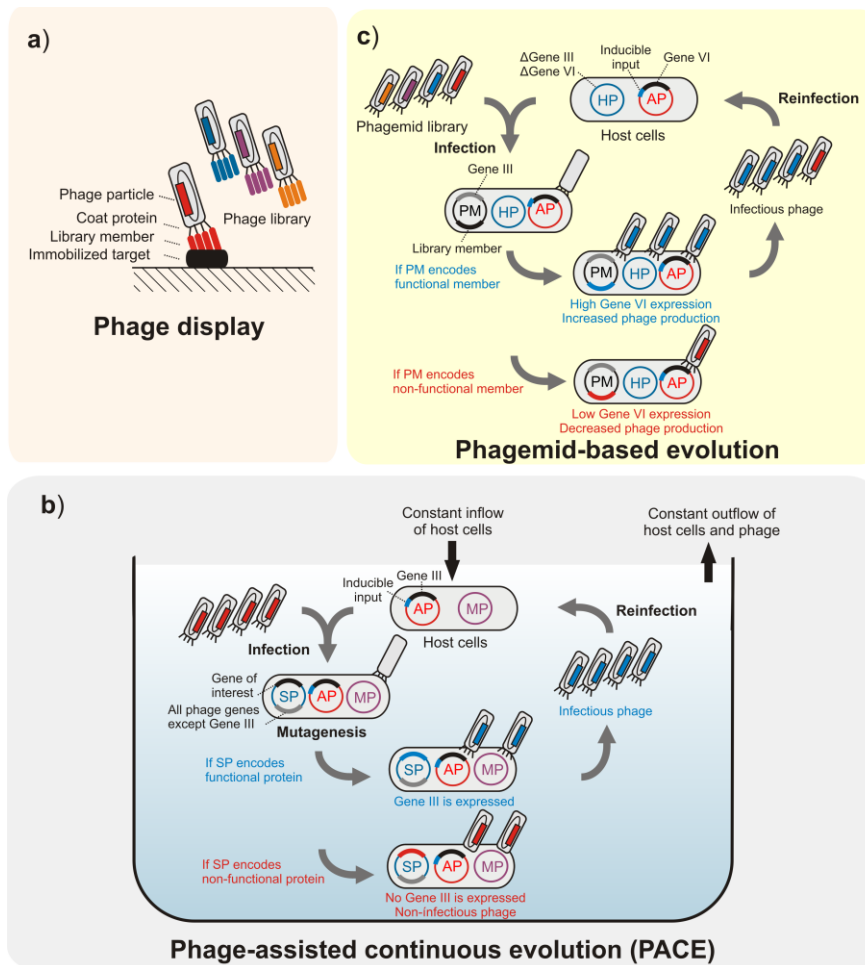 a)
Phage particle
Coat protein
Library member
Immobilized target
Phage library
Phage display
c)
ΔGene III
ΔGene VI
Inducible
input
Gene VI
HP
AP
Host cells
Phagemid library
Infection
Reinfection
Gene III
PM
HP
AP
Library member
Infectious phage
If PM encodes
functional member
PM
HP
AP
High Gene VI expression
Increased phage production
If PM encodes
non-functional member
PM
HP
AP
Low Gene VI expression
Decreased phage production
Phagemid-based evolution
b)
Constant inflow
of host cells
Constant outflow of
host cells and phage
Gene III
Inducible
input
AP
MP
Host cells
Reinfection
Infection
Gene of
interest
All phage genes
except Gene III
SP
AP
MP
Mutagenesis
Infectious phage
If SP encodes
functional protein
SP
AP
MP
Gene III is expressed
If SP encodes
non-functional protein
SP
AP
MP
No Gene III is expressed
Non-infectious phage
Phage-assisted continuous evolution (PACE)